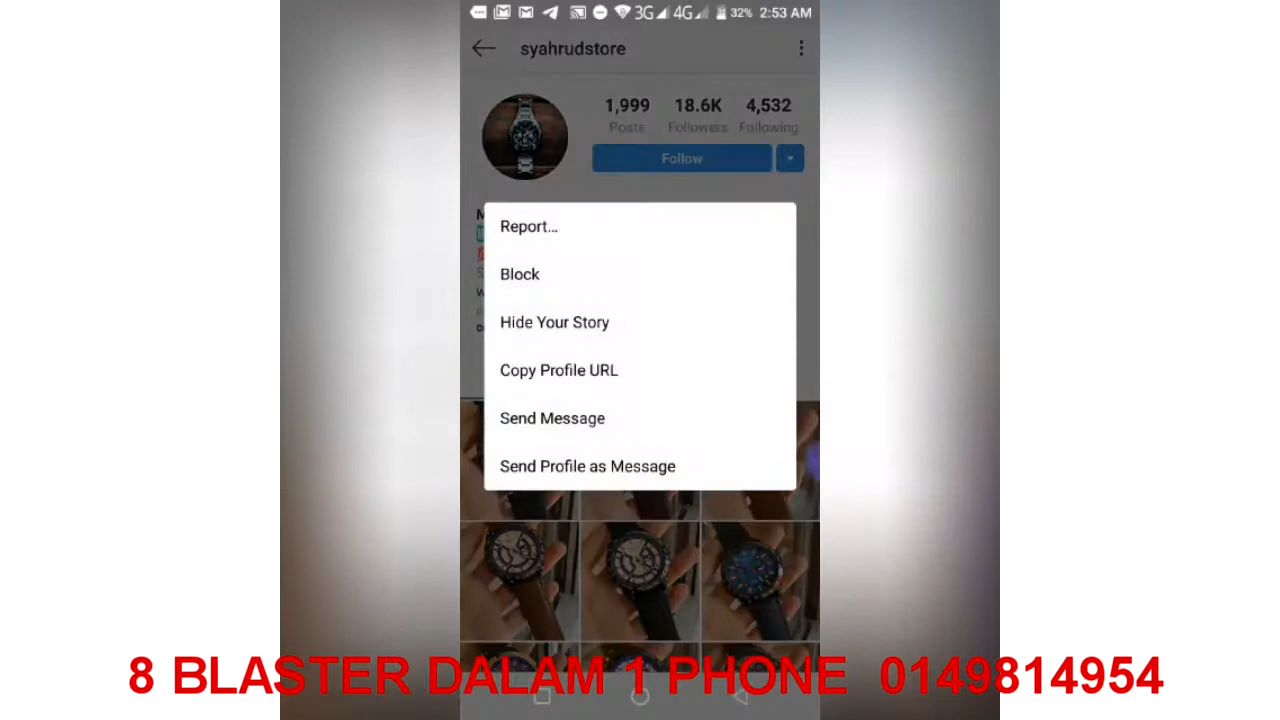 3G 4G 32% 2:53 AM
syahrudstore
1,999 18.6K 4,532
Posts Followers Following
Follow
Report...
Block
Hide Your Story
Copy Profile URL
Send Message
Send Profile as Message
8 BLASTER DALAM 1 PHONE 0149814954